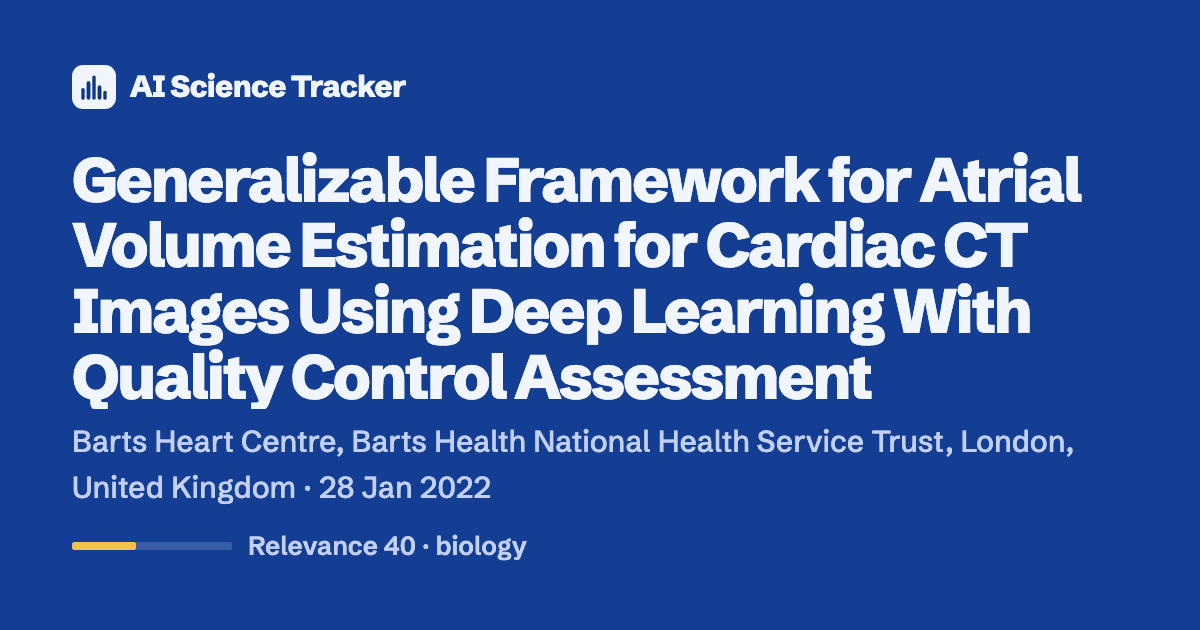 AI Science Tracker
Generalizable Framework for Atrial
Volume Estimation for Cardiac CT
Images Using Deep Learning With
Quality Control Assessment
Barts Heart Centre, Barts Health National Health Service Trust, London,
United Kingdom · 28 Jan 2022
Relevance 40 · biology